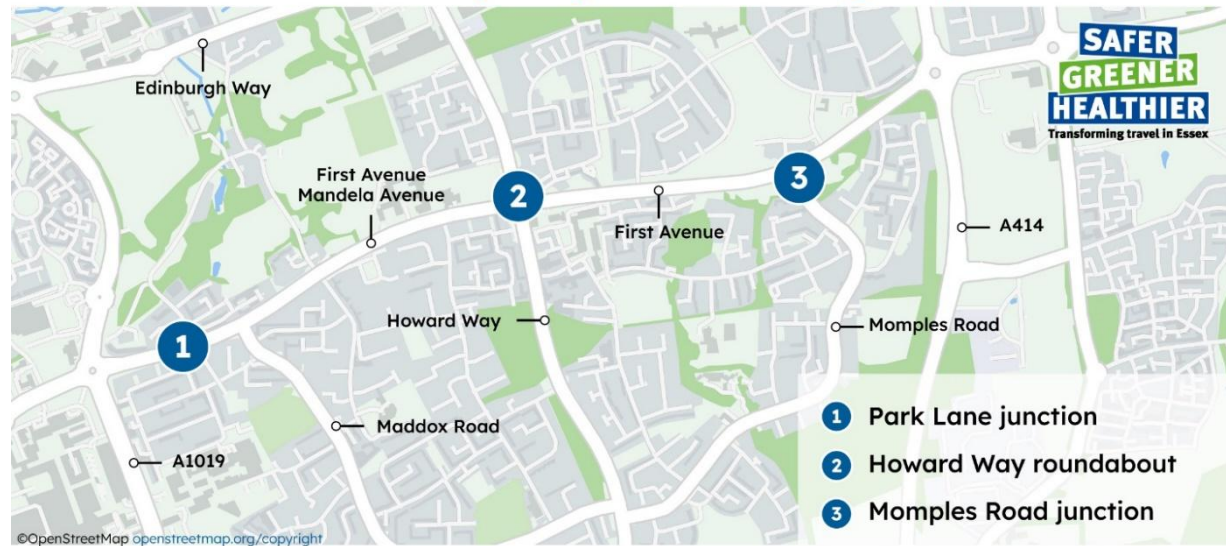 SAFER
GREENER
HEALTHIER
Transforming travel in Essex
Edinburgh Way
First Avenue
Mandela Avenue
2
3
First Avenue
A414
1
Howard Way
Momples Road
Maddox Road
A1019
1 Park Lane junction
2 Howard Way roundabout
3 Momples Road junction
©OpenStreetMap openstreetmap.org/copyright